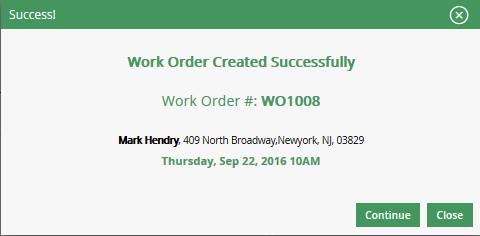 Success!
Work Order Created Successfully
Work Order #: WO1008
Mark Hendry, 409 North Broadway,Newyork, NJ, 03829
Thursday, Sep 22, 2016 10AM
Continue Close